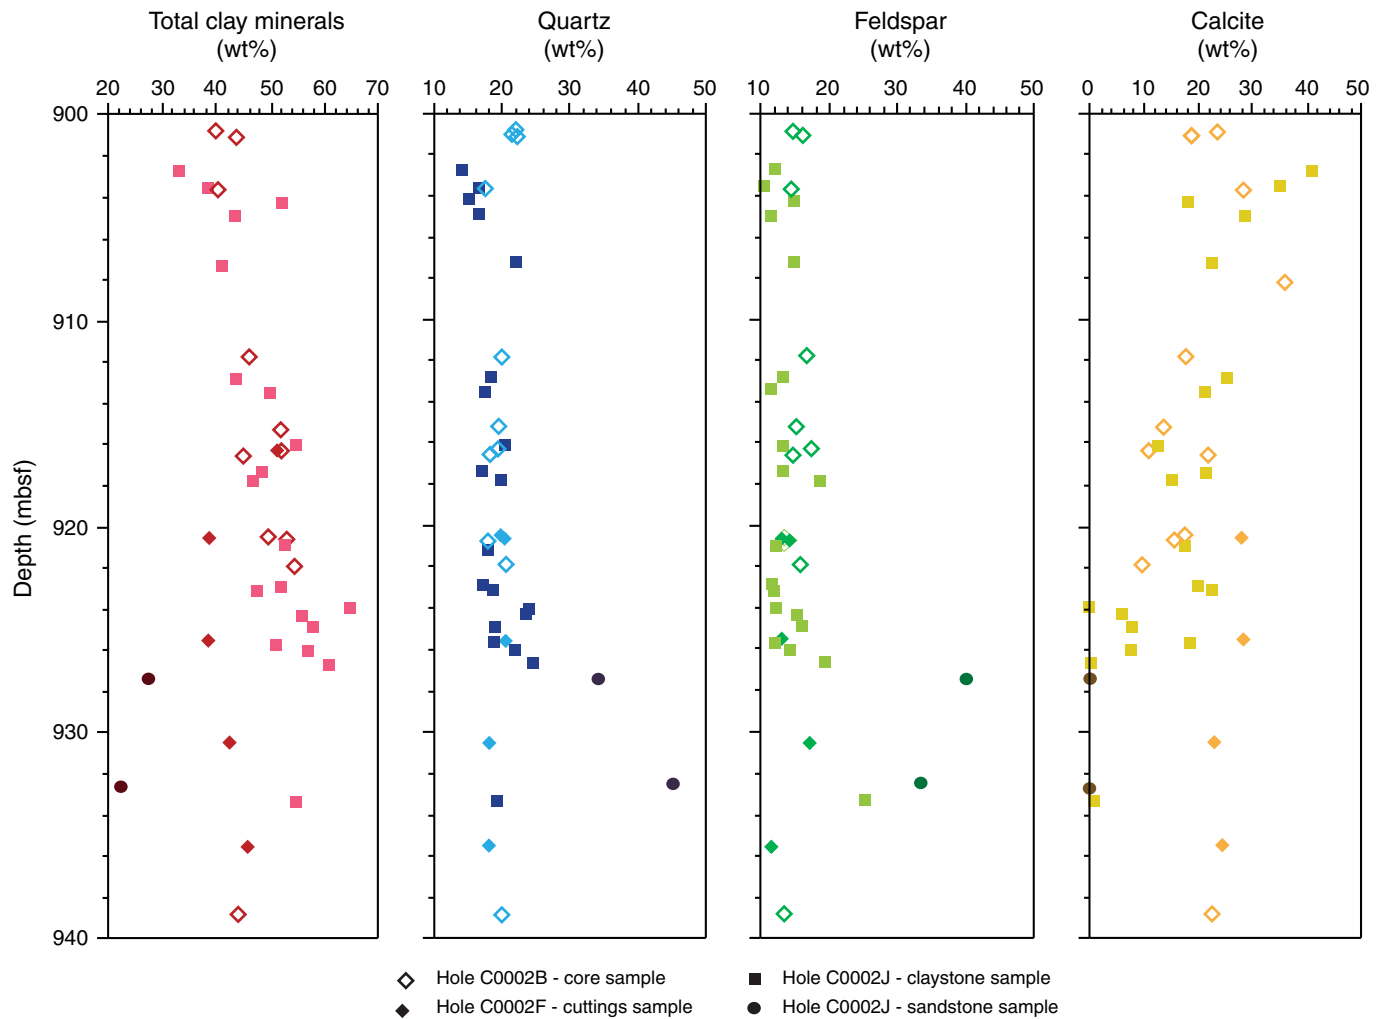 Total clay minerals
(wt%)
Quartz
(wt%)
Feldspar
(wt%)
Calcite
(wt%)
20 30 40 50 60 70
10 20 30 40 50
10 20 30 40 50
0 10 20 30 40 50
900
910
920
930
940
Depth (mbsf)
Hole C0002B - core sample
Hole C0002F - cuttings sample
Hole C0002J - claystone sample
Hole C0002J - sandstone sample